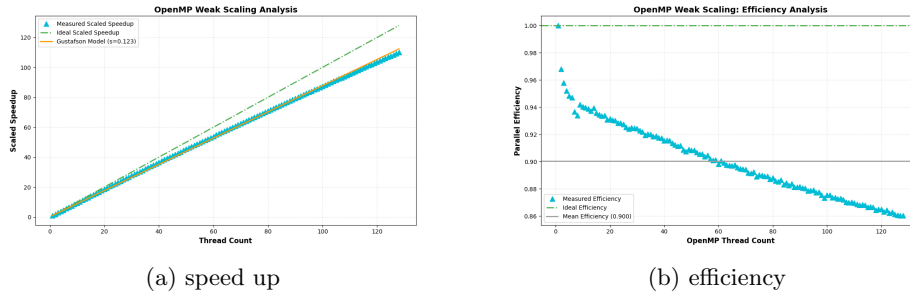 OpenMP Weak Scaling Analysis
Measured Scaled Speedup
Ideal Scaled Speedup
Gustafson Model (s=0.123)
Scaled Speedup
120
100
80
60
40
20
0
0 20 40 60 80 100 120
Thread Count
(a) speed up
OpenMP Weak Scaling: Efficiency Analysis
Parallel Efficiency
1.00
0.98
0.96
0.94
0.92
0.90
0.88
0.86
Measured Efficiency
Ideal Efficiency
Mean Efficiency (0.900)
0 20 40 60 80 100 120
OpenMP Thread Count
(b) efficiency